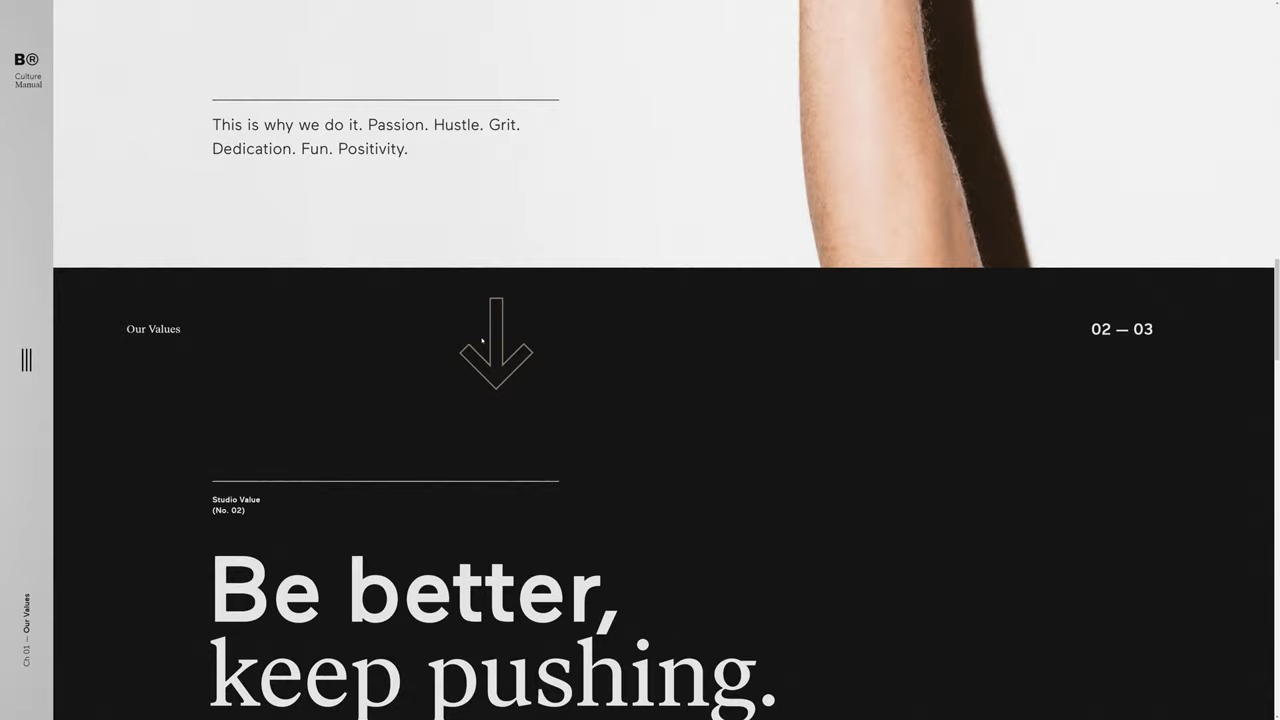 B®
Culture
Manual
This is why we do it. Passion. Hustle. Grit.
Dedication. Fun. Positivity.
Our Values
02 — 03
Studio Value
(No. 02)
Be better,
keep pushing.
Ch 01 — Our Values